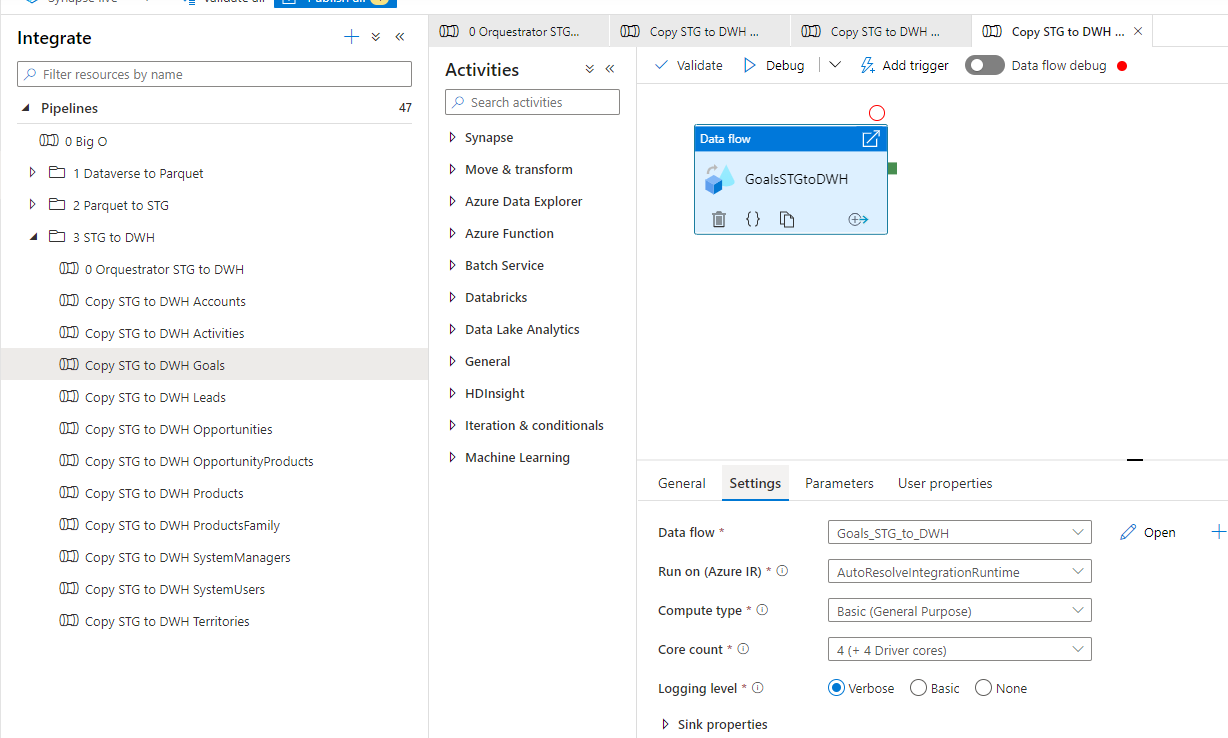 Synapse live
Validate all
Publish all
Integrate
Filter resources by name
Pipelines
47
0 Big O
1 Dataverse to Parquet
2 Parquet to STG
3 STG to DWH
0 Orquestrator STG to DWH
Copy STG to DWH Accounts
Copy STG to DWH Activities
Copy STG to DWH Goals
Copy STG to DWH Leads
Copy STG to DWH Opportunities
Copy STG to DWH OpportunityProducts
Copy STG to DWH Products
Copy STG to DWH ProductsFamily
Copy STG to DWH SystemManagers
Copy STG to DWH SystemUsers
Copy STG to DWH Territories
0 Orquestrator STG...
Copy STG to DWH ...
Copy STG to DWH ...
Copy STG to DWH ...
Activities
Search activities
Synapse
Move & transform
Azure Data Explorer
Azure Function
Batch Service
Databricks
Data Lake Analytics
General
HDInsight
Iteration & conditionals
Machine Learning
Validate
Debug
Add trigger
Data flow debug
Data flow
GoalsSTGtoDWH
General
Settings
Parameters
User properties
Data flow *
Goals_STG_to_DWH
Open
Run on (Azure IR) *
AutoResolveIntegrationRuntime
Compute type *
Basic (General Purpose)
Core count *
4 (+ 4 Driver cores)
Logging level *
Verbose
Basic
None
Sink properties